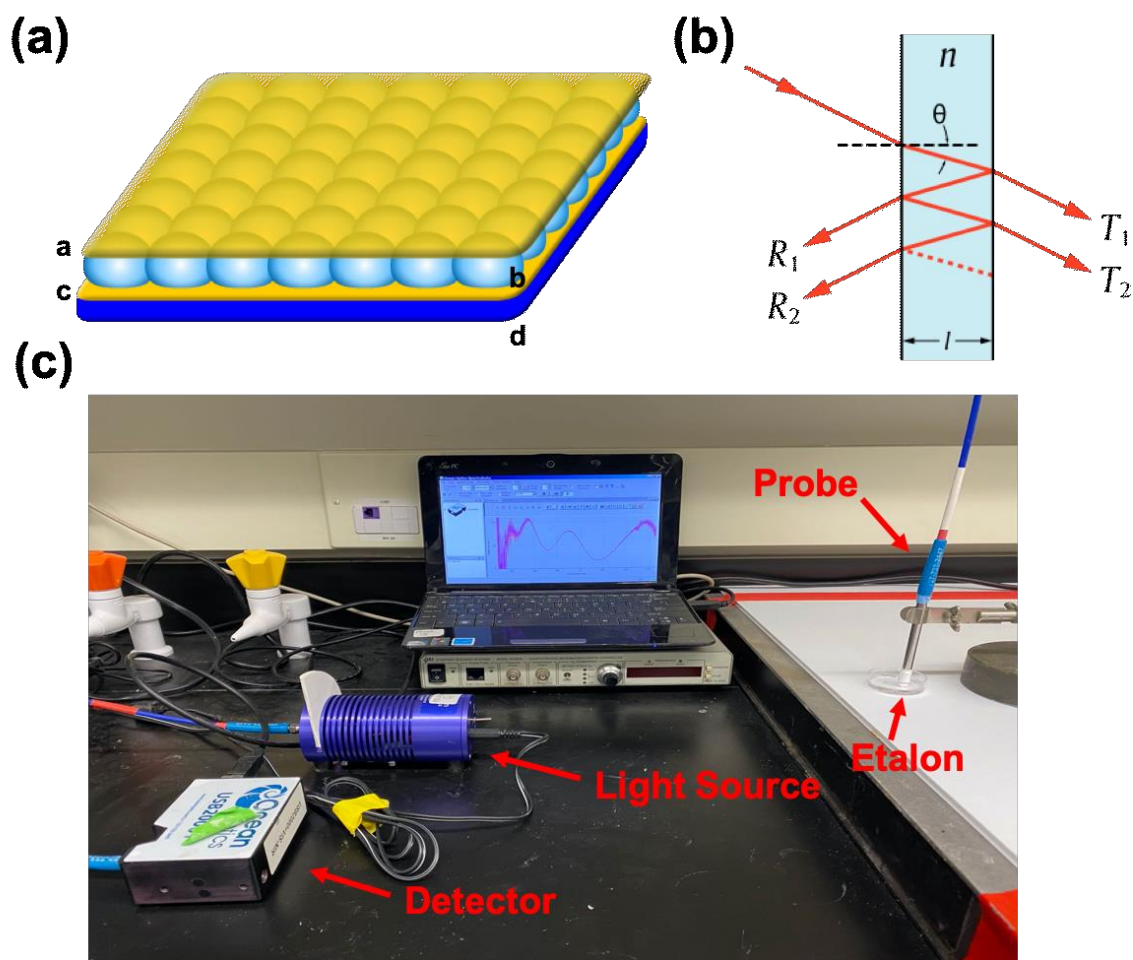 (a)
a
b
c
d
(b)
n
θ
R1
R2
T1
T2
l
(c)
Probe
Etalon
Light Source
Ocean
Detector